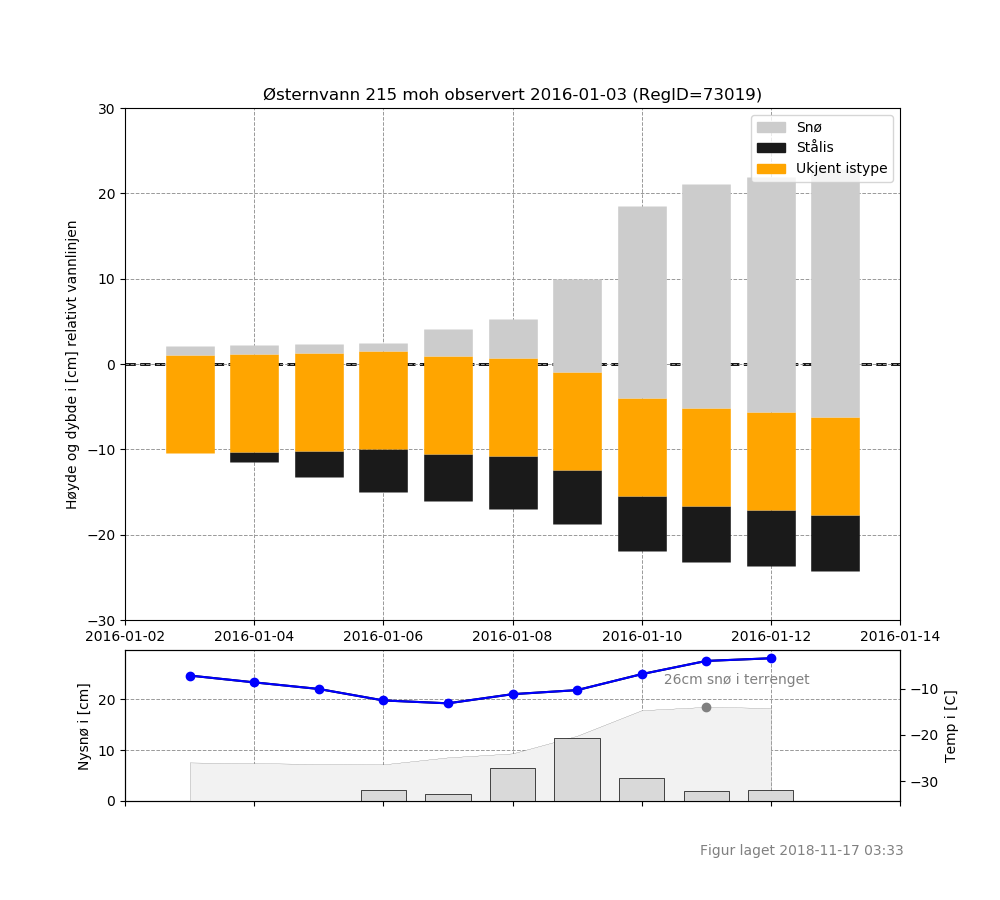 Østernvann 215 moh observert 2016-01-03 (RegID=73019)
Høyde og dybde i [cm] relativt vannlinjen
30
20
10
0
−10
−20
−30
Snø
Stålis
Ukjent istype
2016-01-02
2016-01-04
2016-01-06
2016-01-08
2016-01-10
2016-01-12
2016-01-14
Nysnø i [cm]
20
10
0
26cm snø i terrenget
−10
−20
−30
Temp i [C]
Figur laget 2018-11-17 03:33